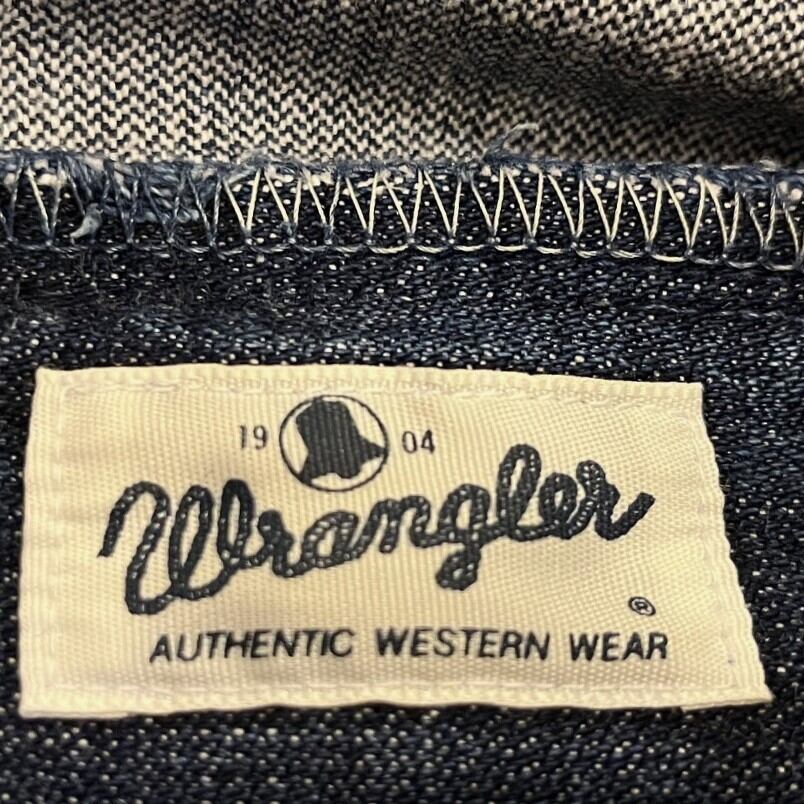 19 04
Wrangler
®
AUTHENTIC WESTERN WEAR